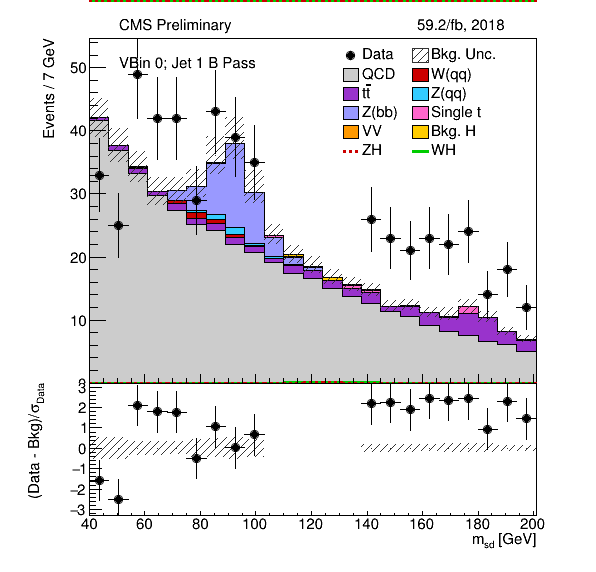 CMS Preliminary 59.2/fb, 2018
VBin 0; Jet 1 B Pass
Data
Bkg. Unc.
QCD
W(qq)
tt̄
Z(qq)
Z(bb)
Single t
VV
Bkg. H
ZH
WH
Events / 7 GeV
50
40
30
20
10
(Data - Bkg)/σData
3
2
1
0
−1
−2
−3
40 60 80 100 120 140 160 180 200
msd [GeV]